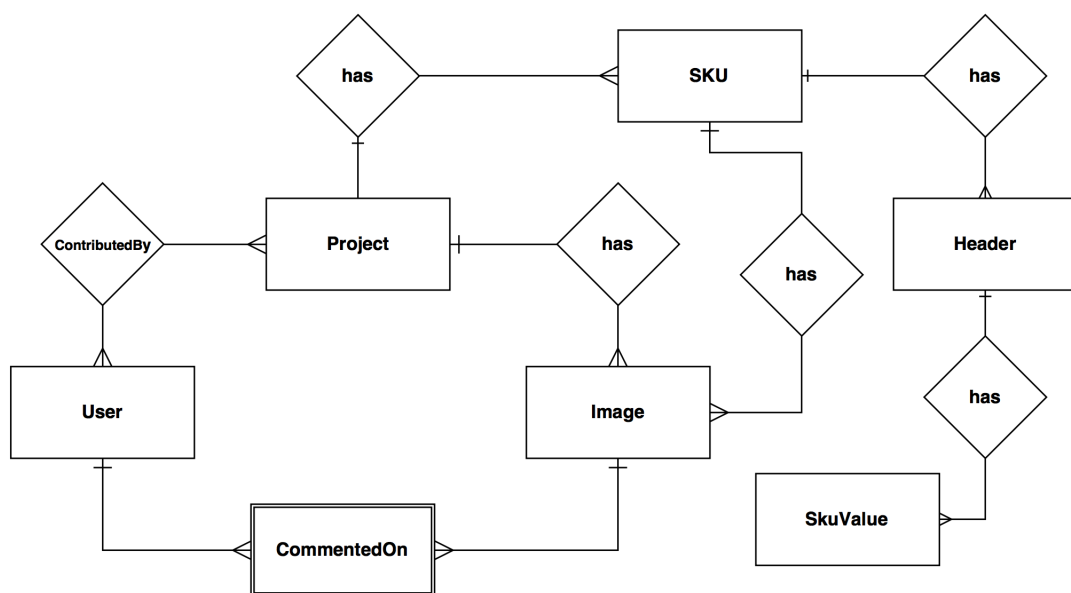 has
SKU
has
ContributedBy
Project
has
has
Header
User
Image
has
CommentedOn
SkuValue